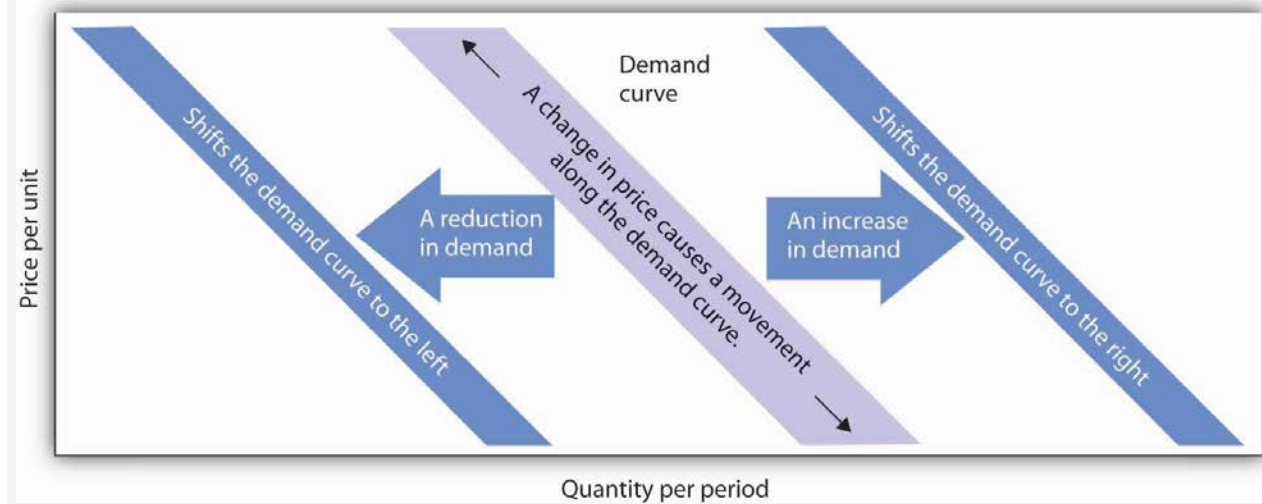 Demand
curve
Shifts the demand curve to the left
A reduction
in demand
A change in price causes a movement
along the demand curve.
An increase
in demand
Shifts the demand curve to the right
Price per unit
Quantity per period